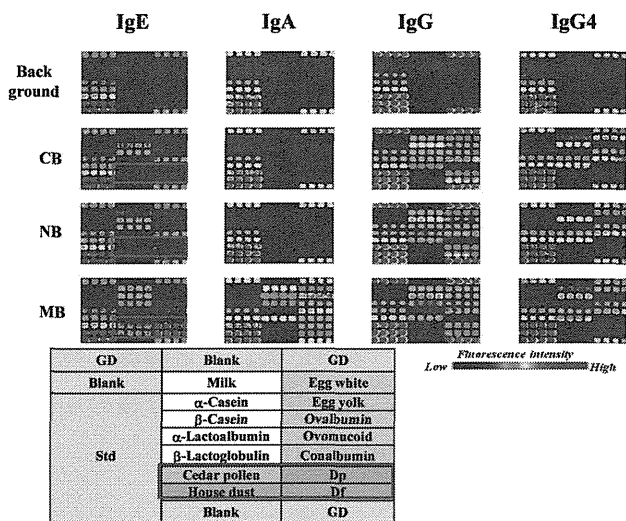 IgE IgA IgG IgG4
Back
ground
CB
NB
MB
GD Blank GD
Blank Milk Egg white
Std
α-Casein Egg yolk
β-Casein Ovalbumin
α-Lactoalbumin Ovomucoid
β-Lactoglobulin Conalbumin
Cedar pollen Dp
House dust Df
Blank GD
Fluorescence intensity
Low High